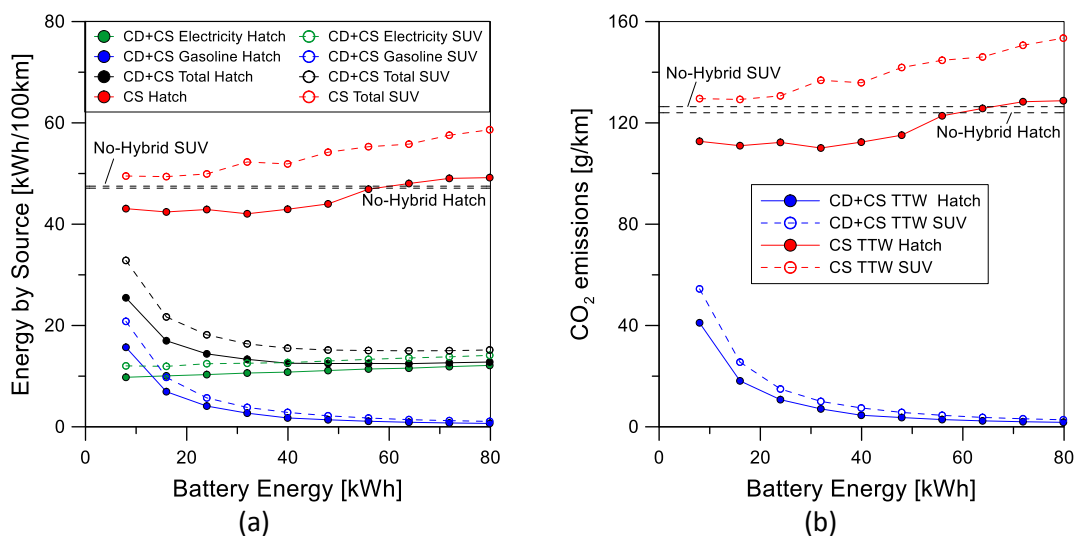 Energy by Source [kWh/100km]
80
60
40
20
0
CD+CS Electricity Hatch
CD+CS Gasoline Hatch
CD+CS Total Hatch
CS Hatch
CD+CS Electricity SUV
CD+CS Gasoline SUV
CD+CS Total SUV
CS Total SUV
No-Hybrid SUV
No-Hybrid Hatch
0 20 40 60 80
Battery Energy [kWh]
(a)
CO₂ emissions [g/km]
160
120
80
40
0
No-Hybrid SUV
No-Hybrid Hatch
CD+CS TTW Hatch
CD+CS TTW SUV
CS TTW Hatch
CS TTW SUV
0 20 40 60 80
Battery Energy [kWh]
(b)